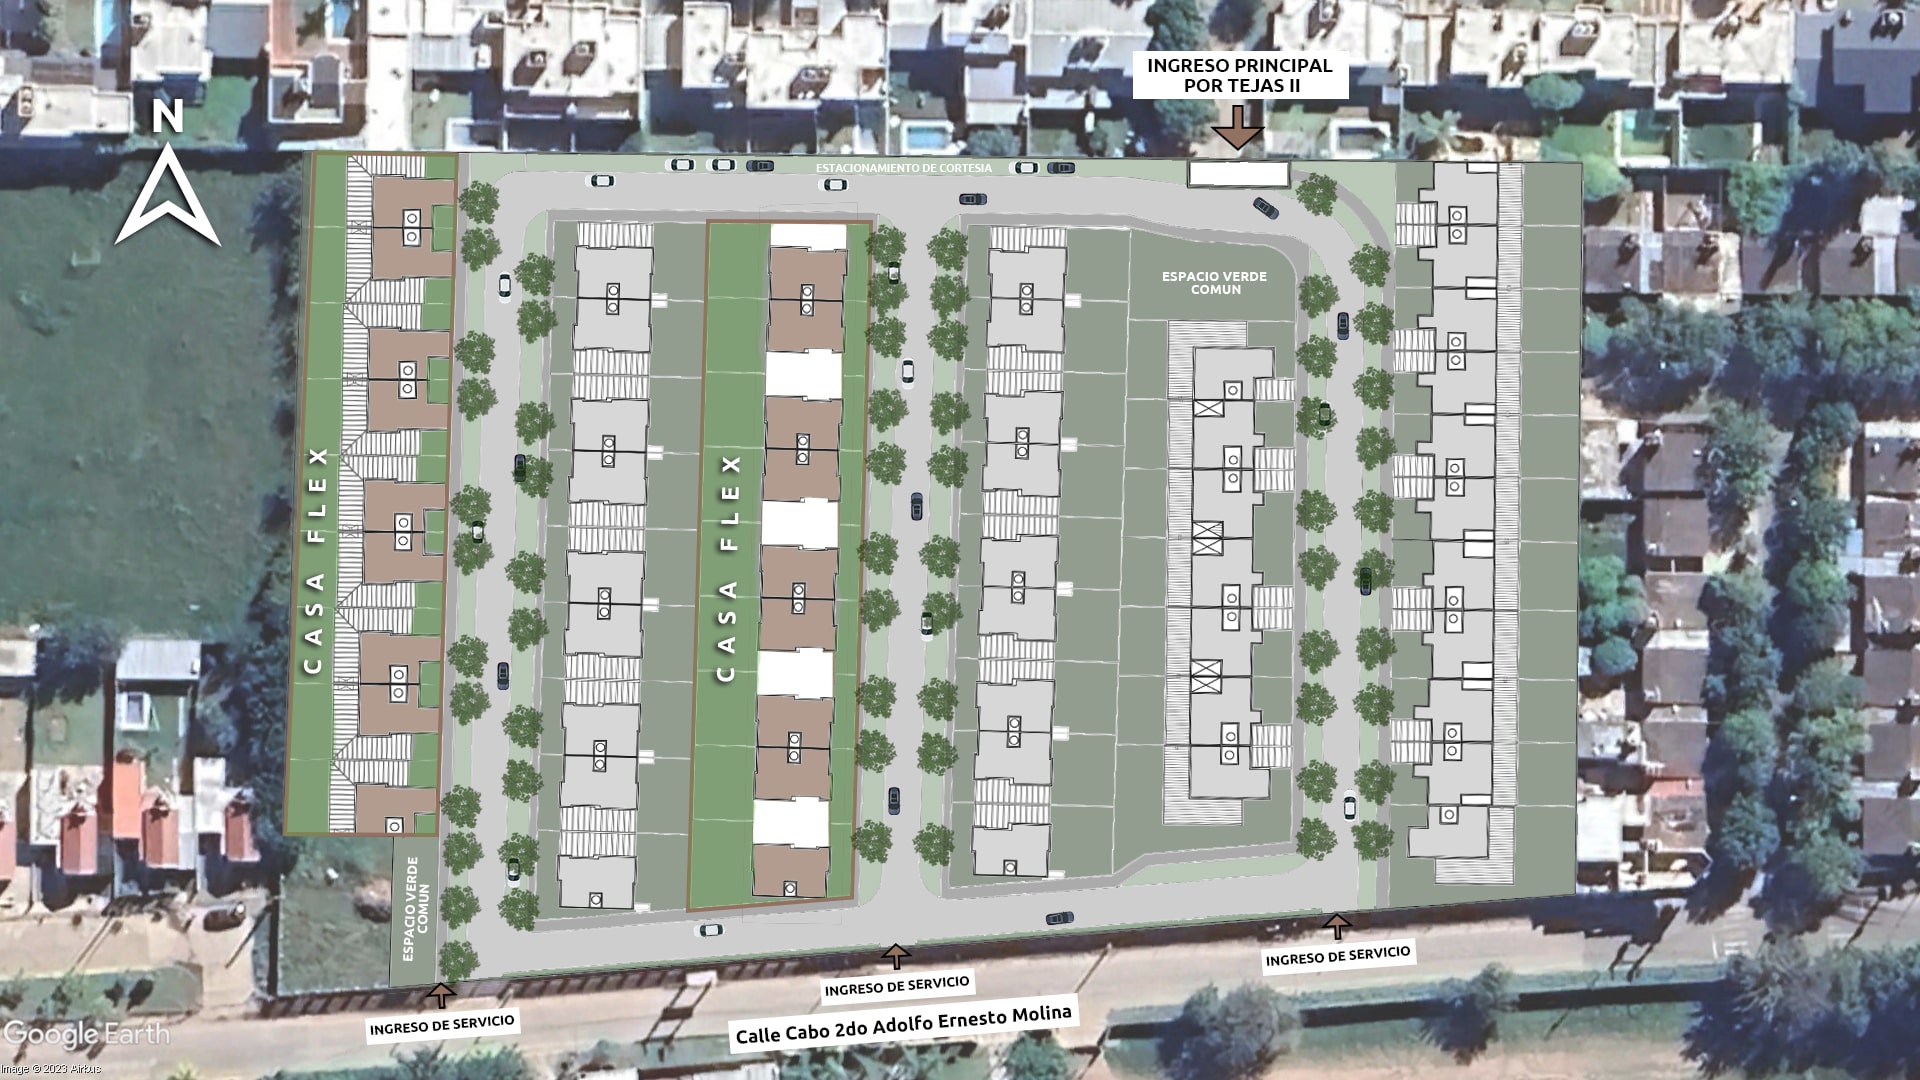 INGRESO PRINCIPAL
POR TEJAS II
N
ESTACIONAMIENTO DE CORTESIA
ESPACIO VERDE
COMUN
CASA FLEX
CASA FLEX
ESPACIO VERDE
COMUN
INGRESO DE SERVICIO
INGRESO DE SERVICIO
INGRESO DE SERVICIO
Calle Cabo 2do Adolfo Ernesto Molina
Google Earth
Image © 2023 Airbus